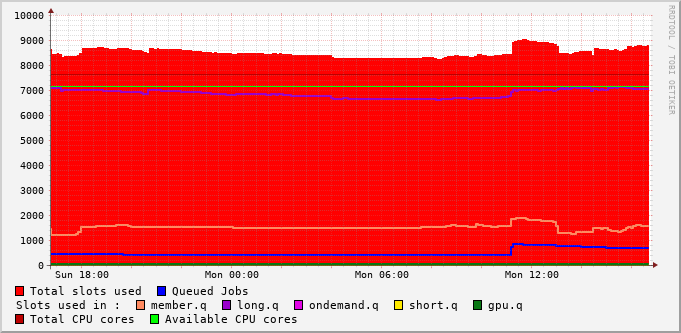 10000
9000
8000
7000
6000
5000
4000
3000
2000
1000
0
Sun 18:00 Mon 00:00 Mon 06:00 Mon 12:00
RRDTOOL / TOBI OETIKER
Total slots used Queued Jobs
Slots used in : member.q long.q ondemand.q short.q gpu.q
Total CPU cores Available CPU cores